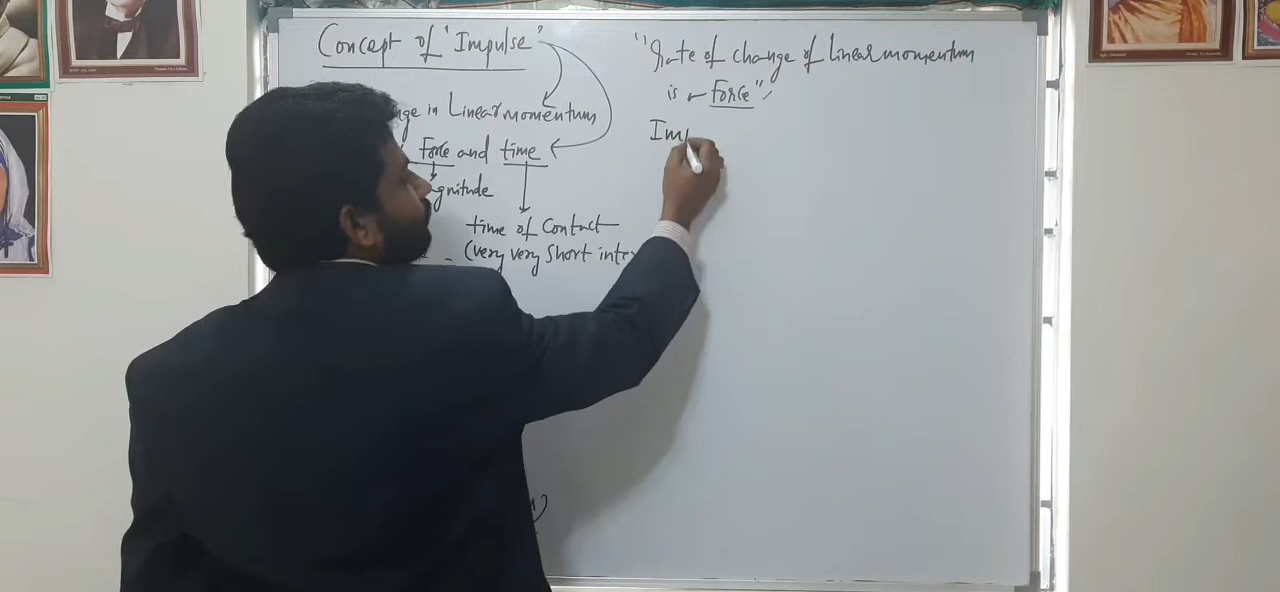 Concept of "Impulse"
nge in Linear momentum
Force and time
gnitude
time of Contact
(very very short inte
"Rate of change of linear momentum
is Force"
Imp